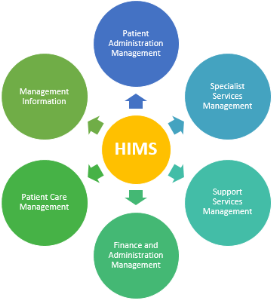 Patient
Administration
Management
Specialist
Services
Management
Support
Services
Management
Finance and
Administration
Management
Patient Care
Management
Management
Information
HIMS